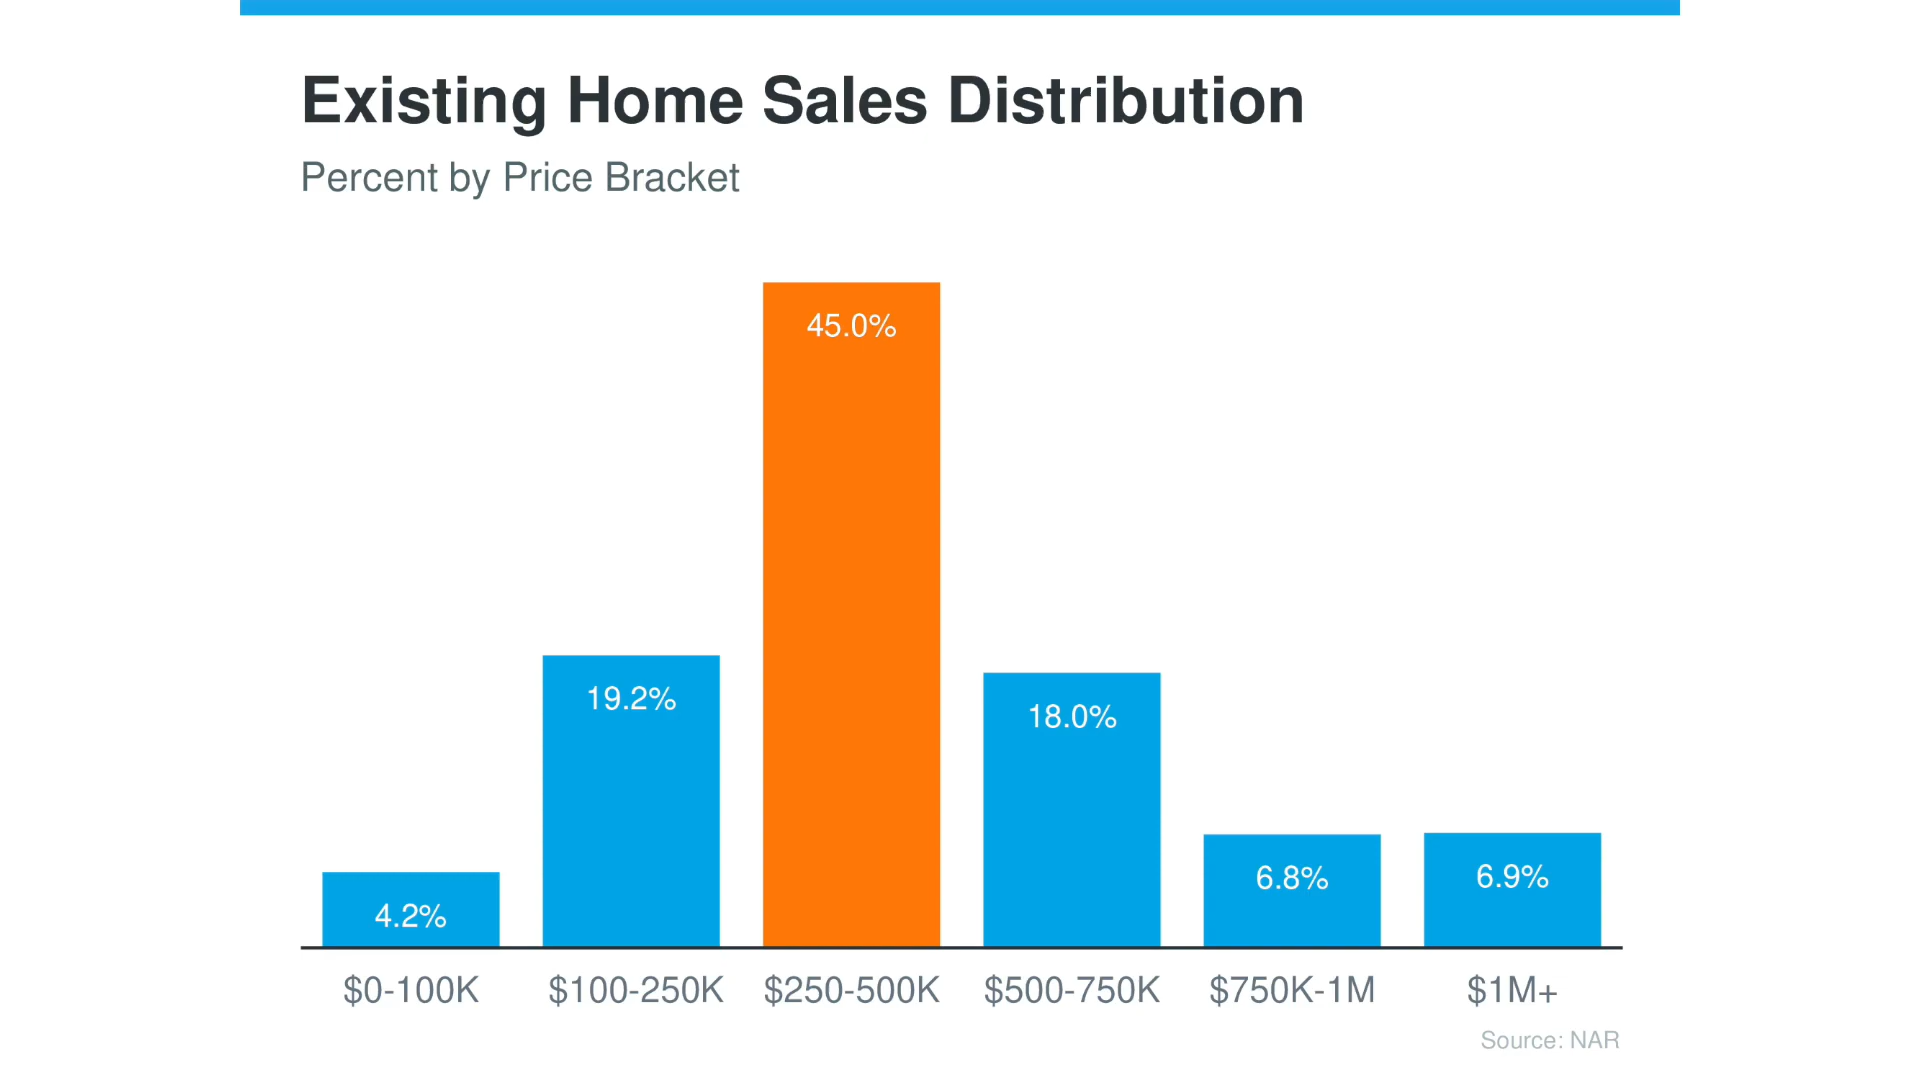 Existing Home Sales Distribution
Percent by Price Bracket
45.0%
19.2%
18.0%
6.8%
6.9%
4.2%
$0-100K $100-250K $250-500K $500-750K $750K-1M $1M+
Source: NAR